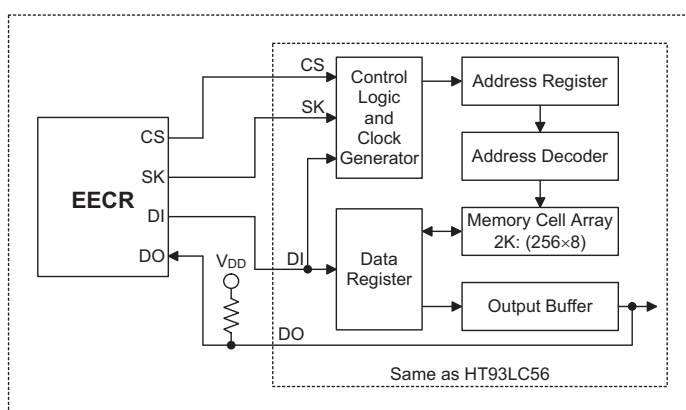 EECR
CS
SK
DI
DO
VDD
CS
SK
DI
DO
Control
Logic
and
Clock
Generator
Address Register
Address Decoder
Memory Cell Array
2K: (256×8)
Data
Register
Output Buffer
Same as HT93LC56